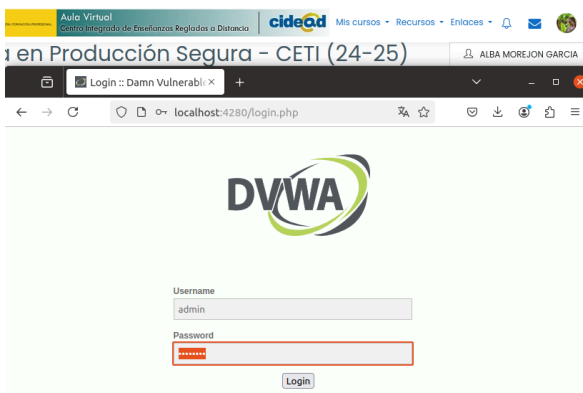 Aula Virtual
Centro Integrado de Enseñanzas Regladas a Distancia
cidead
Mis cursos Recursos Enlaces
en Producción Segura - CETI (24-25)
ALBA MOREJON GARCIA
Login :: Damn Vulnerable
localhost:4280/login.php
DVWA
Username
admin
Password
Login